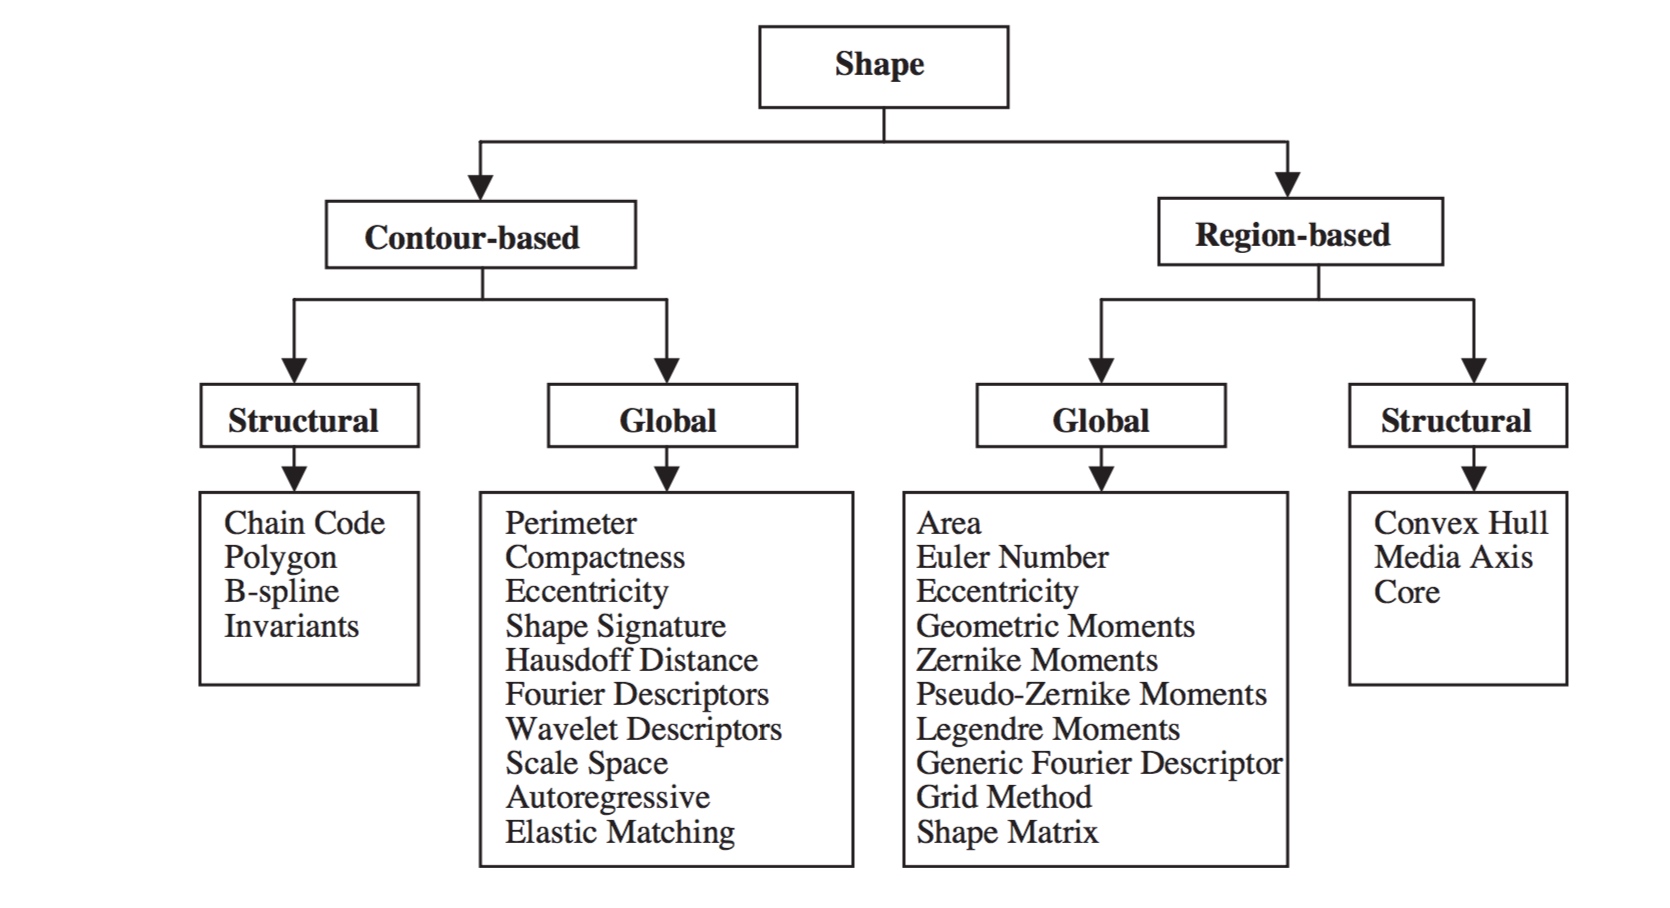 Shape
Contour-based
Region-based
Structural
Global
Global
Structural
Chain Code
Polygon
B-spline
Invariants
Perimeter
Compactness
Eccentricity
Shape Signature
Hausdoff Distance
Fourier Descriptors
Wavelet Descriptors
Scale Space
Autoregressive
Elastic Matching
Area
Euler Number
Eccentricity
Geometric Moments
Zernike Moments
Pseudo-Zernike Moments
Legendre Moments
Generic Fourier Descriptor
Grid Method
Shape Matrix
Convex Hull
Media Axis
Core